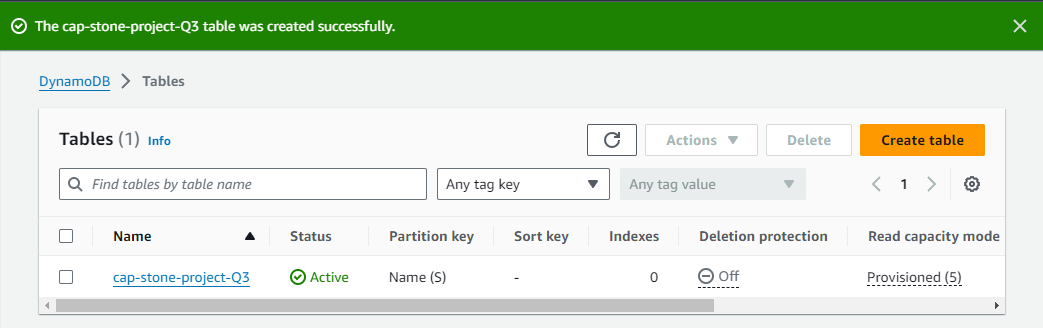 The cap-stone-project-Q3 table was created successfully.
DynamoDB > Tables
Tables (1) Info
Actions Delete Create table
Find tables by table name Any tag key Any tag value 1
Name Status Partition key Sort key Indexes Deletion protection Read capacity mode
cap-stone-project-Q3 Active Name (S) - 0 Off Provisioned (5)